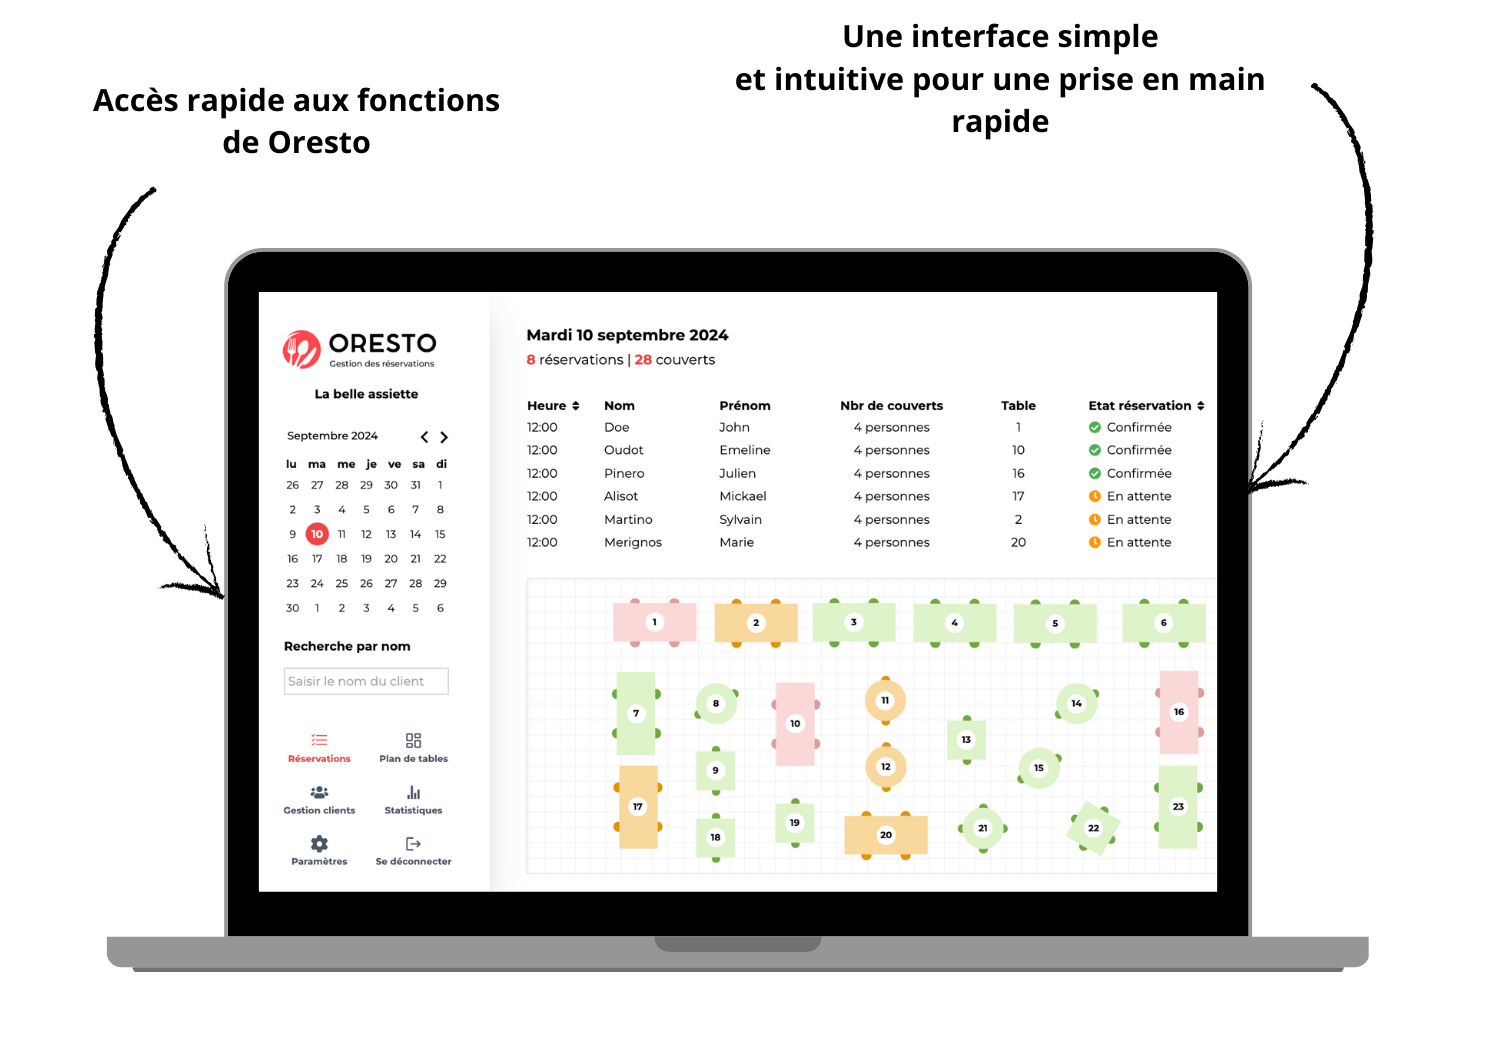 Une interface simple
et intuitive pour une prise en main
rapide
Accès rapide aux fonctions
de Oresto
ORESTO
Gestion des réservations
La belle assiette
Septembre 2024
lu ma me je ve sa di
26 27 28 29 30 31 1
2 3 4 5 6 7 8
9 10 11 12 13 14 15
16 17 18 19 20 21 22
23 24 25 26 27 28 29
30 1 2 3 4 5 6
Recherche par nom
Saisir le nom du client
Réservations Plan de tables
Gestion clients Statistiques
Paramètres Se déconnecter
Mardi 10 septembre 2024
8 réservations | 28 couverts
Heure Nom Prénom Nbr de couverts Table Etat réservation
12:00 Doe John 4 personnes 1 Confirmée
12:00 Oudot Emeline 4 personnes 10 Confirmée
12:00 Pinero Julien 4 personnes 16 Confirmée
12:00 Alisot Mickael 4 personnes 17 En attente
12:00 Martino Sylvain 4 personnes 2 En attente
12:00 Merignos Marie 4 personnes 20 En attente
1 2 3 4 5 6
7 8 10 11 13 14 16
9 12 15
17 18 19 20 21 22 23